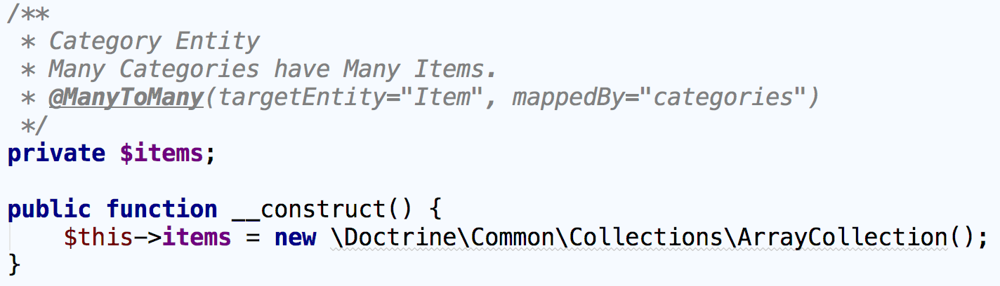 /**
 * Category Entity
 * Many Categories have Many Items.
 * @ManyToMany(targetEntity="Item", mappedBy="categories")
 */
private $items;

public function __construct() {
    $this->items = new \Doctrine\Common\Collections\ArrayCollection();
}